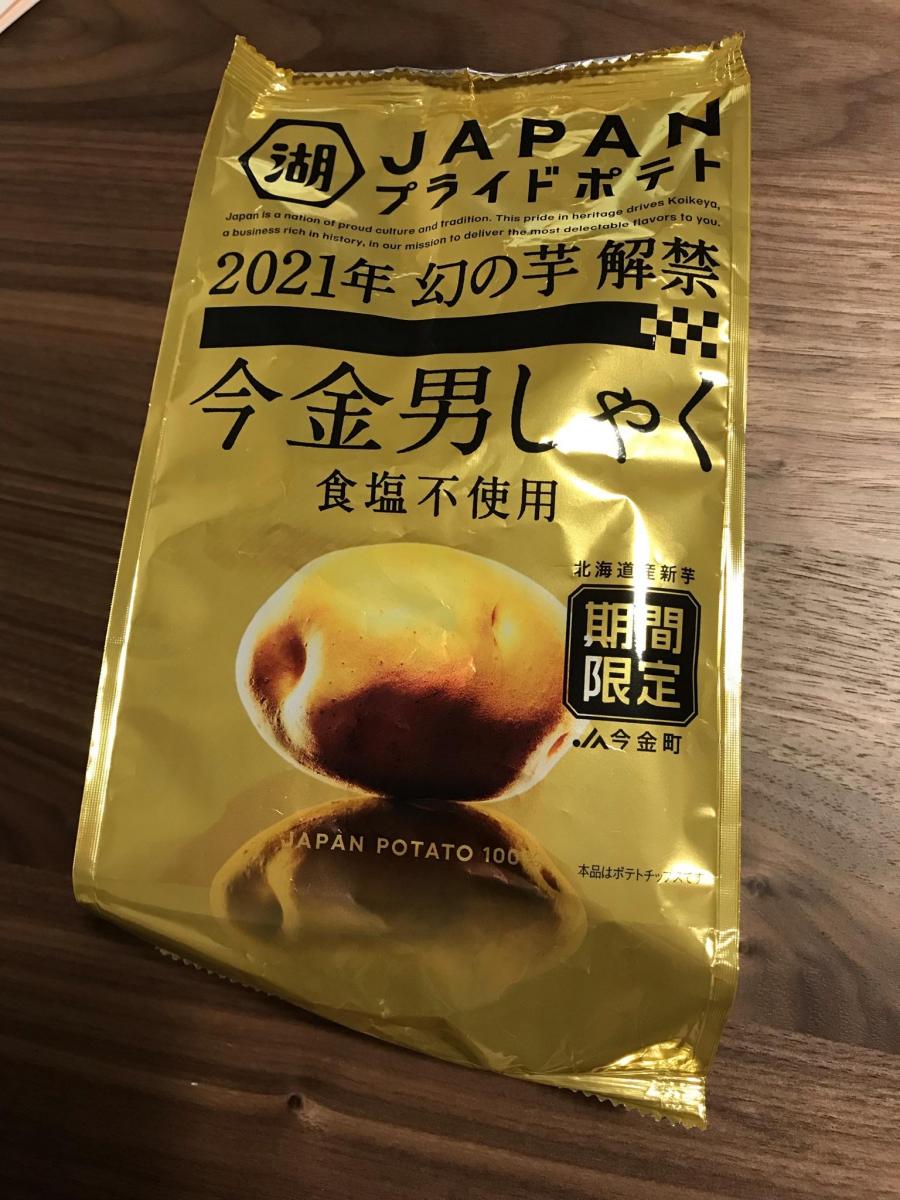 湖
JAPAN
プライドポテト
Japan is a nation of proud culture and tradition. This pride in heritage drives Koikeya,
a business rich in history, in our mission to deliver the most delectable flavors to you.
2021年 幻の芋 解禁
今金男しゃく
食塩不使用
北海道産新芋
期間
限定
JA今金町
JAPAN POTATO 100
本品はポテトチップスです